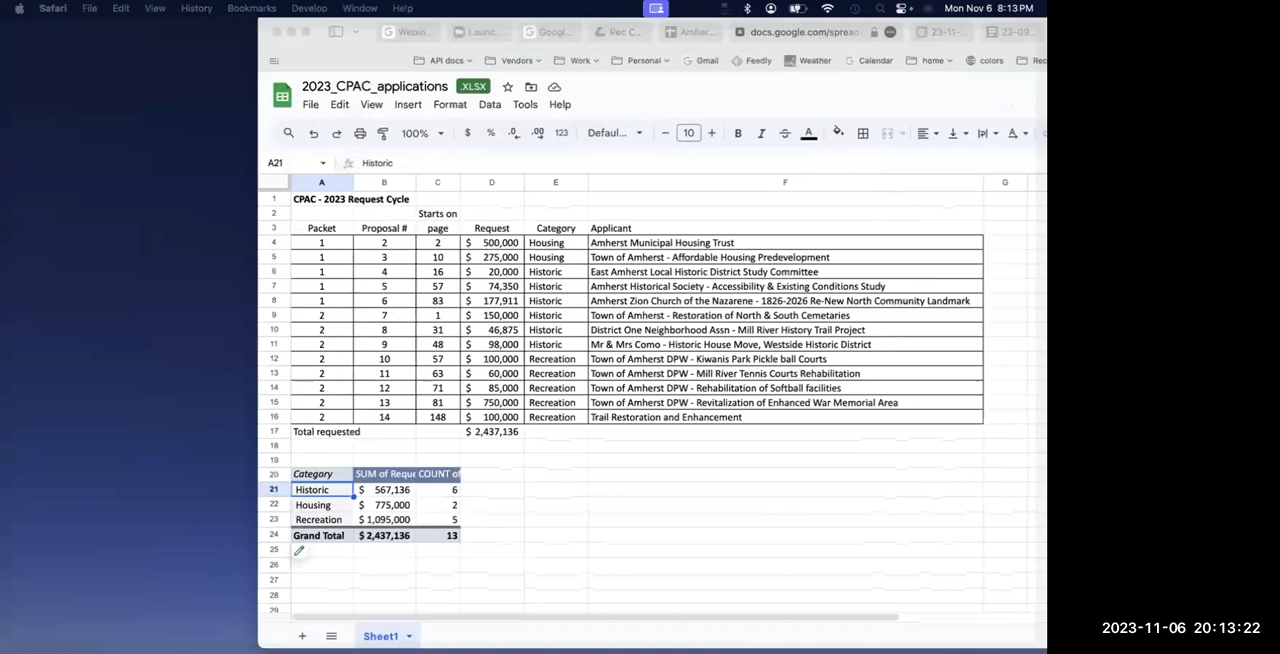 Safari File Edit View History Bookmarks Develop Window Help Mon Nov 6 8:13 PM
Webin... Launc... Googl... Rec C... Amher... docs.google.com/spread 23-11-... 23-09...
API docs Vendors Work Personal Gmail Feedly Weather Calendar home colors Rec
2023_CPAC_applications .XLSX
File Edit View Insert Format Data Tools Help
100% $ % .0 .00 123 Defaul... − 10 + B I S A
A21 fx Historic
A B C D E F G
1 CPAC - 2023 Request Cycle
2 Starts on
3 Packet Proposal # page Request Category Applicant
4 1 2 2 $ 500,000 Housing Amherst Municipal Housing Trust
5 1 3 10 $ 275,000 Housing Town of Amherst - Affordable Housing Predevelopment
6 1 4 16 $ 20,000 Historic East Amherst Local Historic District Study Committee
7 1 5 57 $ 74,350 Historic Amherst Historical Society - Accessibility & Existing Conditions Study
8 1 6 83 $ 177,911 Historic Amherst Zion Church of the Nazarene - 1826-2026 Re-New North Community Landmark
9 2 7 1 $ 150,000 Historic Town of Amherst - Restoration of North & South Cemetaries
10 2 8 31 $ 46,875 Historic District One Neighborhood Assn - Mill River History Trail Project
11 2 9 48 $ 98,000 Historic Mr & Mrs Como - Historic House Move, Westside Historic District
12 2 10 57 $ 100,000 Recreation Town of Amherst DPW - Kiwanis Park Pickle ball Courts
13 2 11 63 $ 60,000 Recreation Town of Amherst DPW - Mill River Tennis Courts Rehabilitation
14 2 12 71 $ 85,000 Recreation Town of Amherst DPW - Rehabilitation of Softball facilities
15 2 13 81 $ 750,000 Recreation Town of Amherst DPW - Revitalization of Enhanced War Memorial Area
16 2 14 148 $ 100,000 Recreation Trail Restoration and Enhancement
17 Total requested $ 2,437,136
18
19
20 Category SUM of Reque COUNT of
21 Historic $ 567,136 6
22 Housing $ 775,000 2
23 Recreation $ 1,095,000 5
24 Grand Total $ 2,437,136 13
25
26
27
28
29
+ Sheet1
2023-11-06 20:13:22